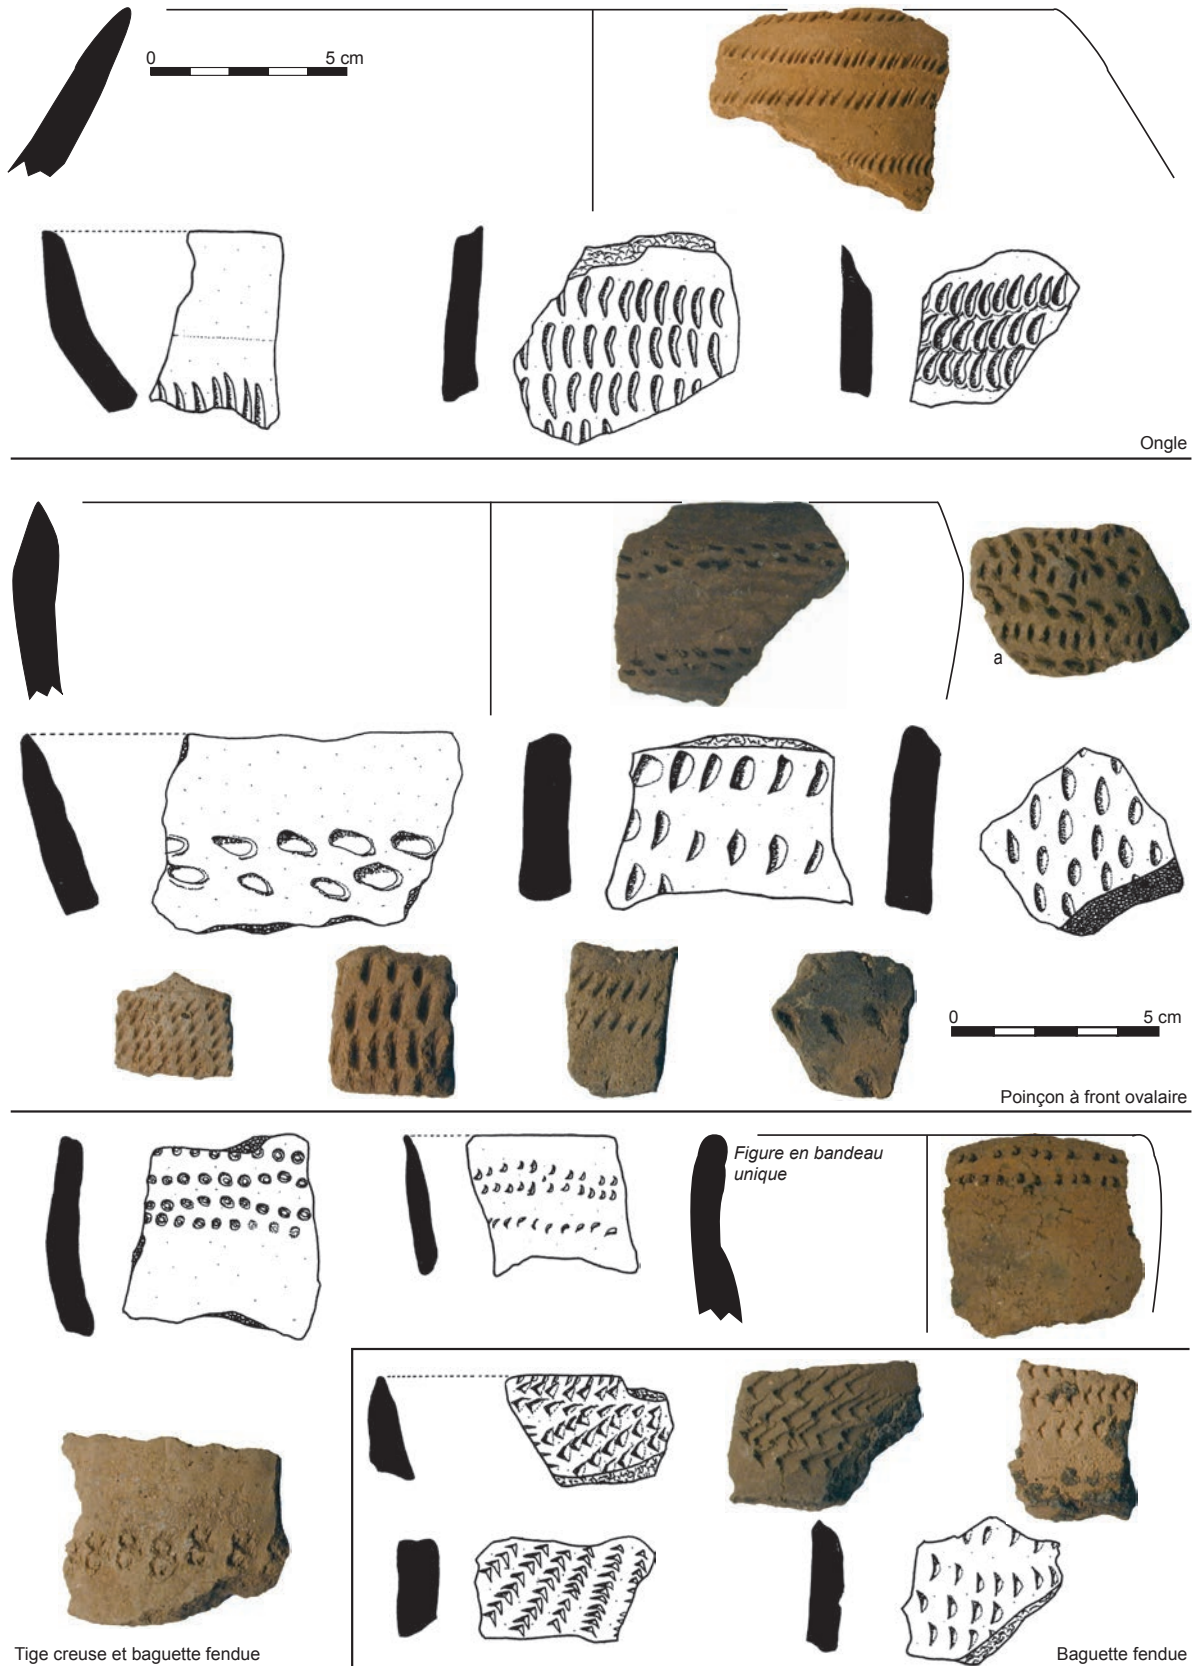 0 5 cm
Ongle
a
0 5 cm
Poinçon à front ovalaire
Figure en bandeau
unique
Tige creuse et baguette fendue
Baguette fendue